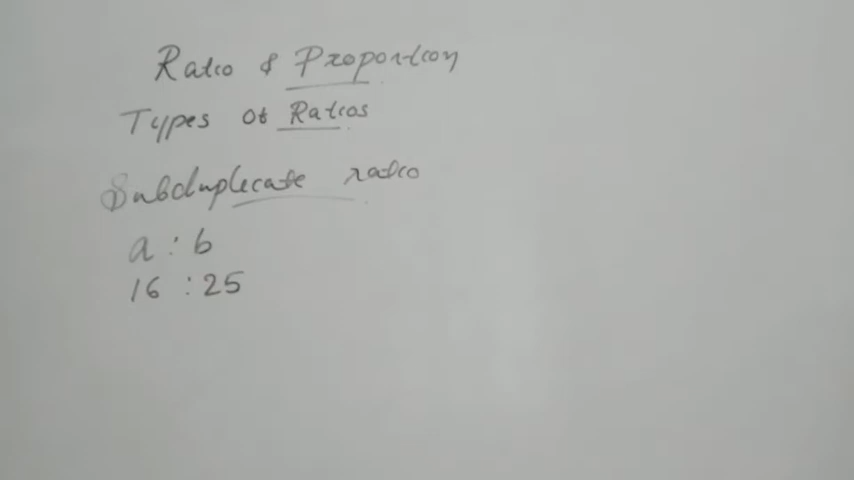 Ratio & Proportion
Types of Ratios
Subduplicate ratio
a : b
16 : 25